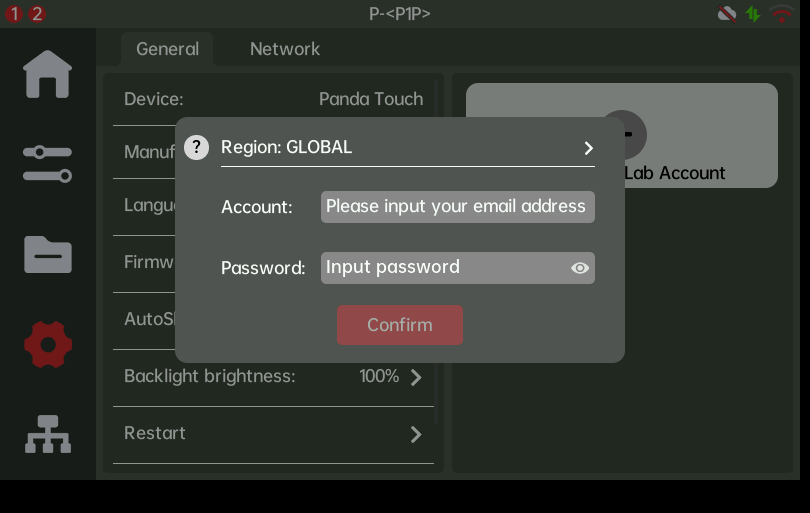 1 2
P-<P1P>
General
Network
Device:
Panda Touch
Manuf
Langu
Firmw
AutoS
Backlight brightness:
100%
Restart
Lab Account
?
Region: GLOBAL
Account:
Please input your email address
Password:
Input password
Confirm